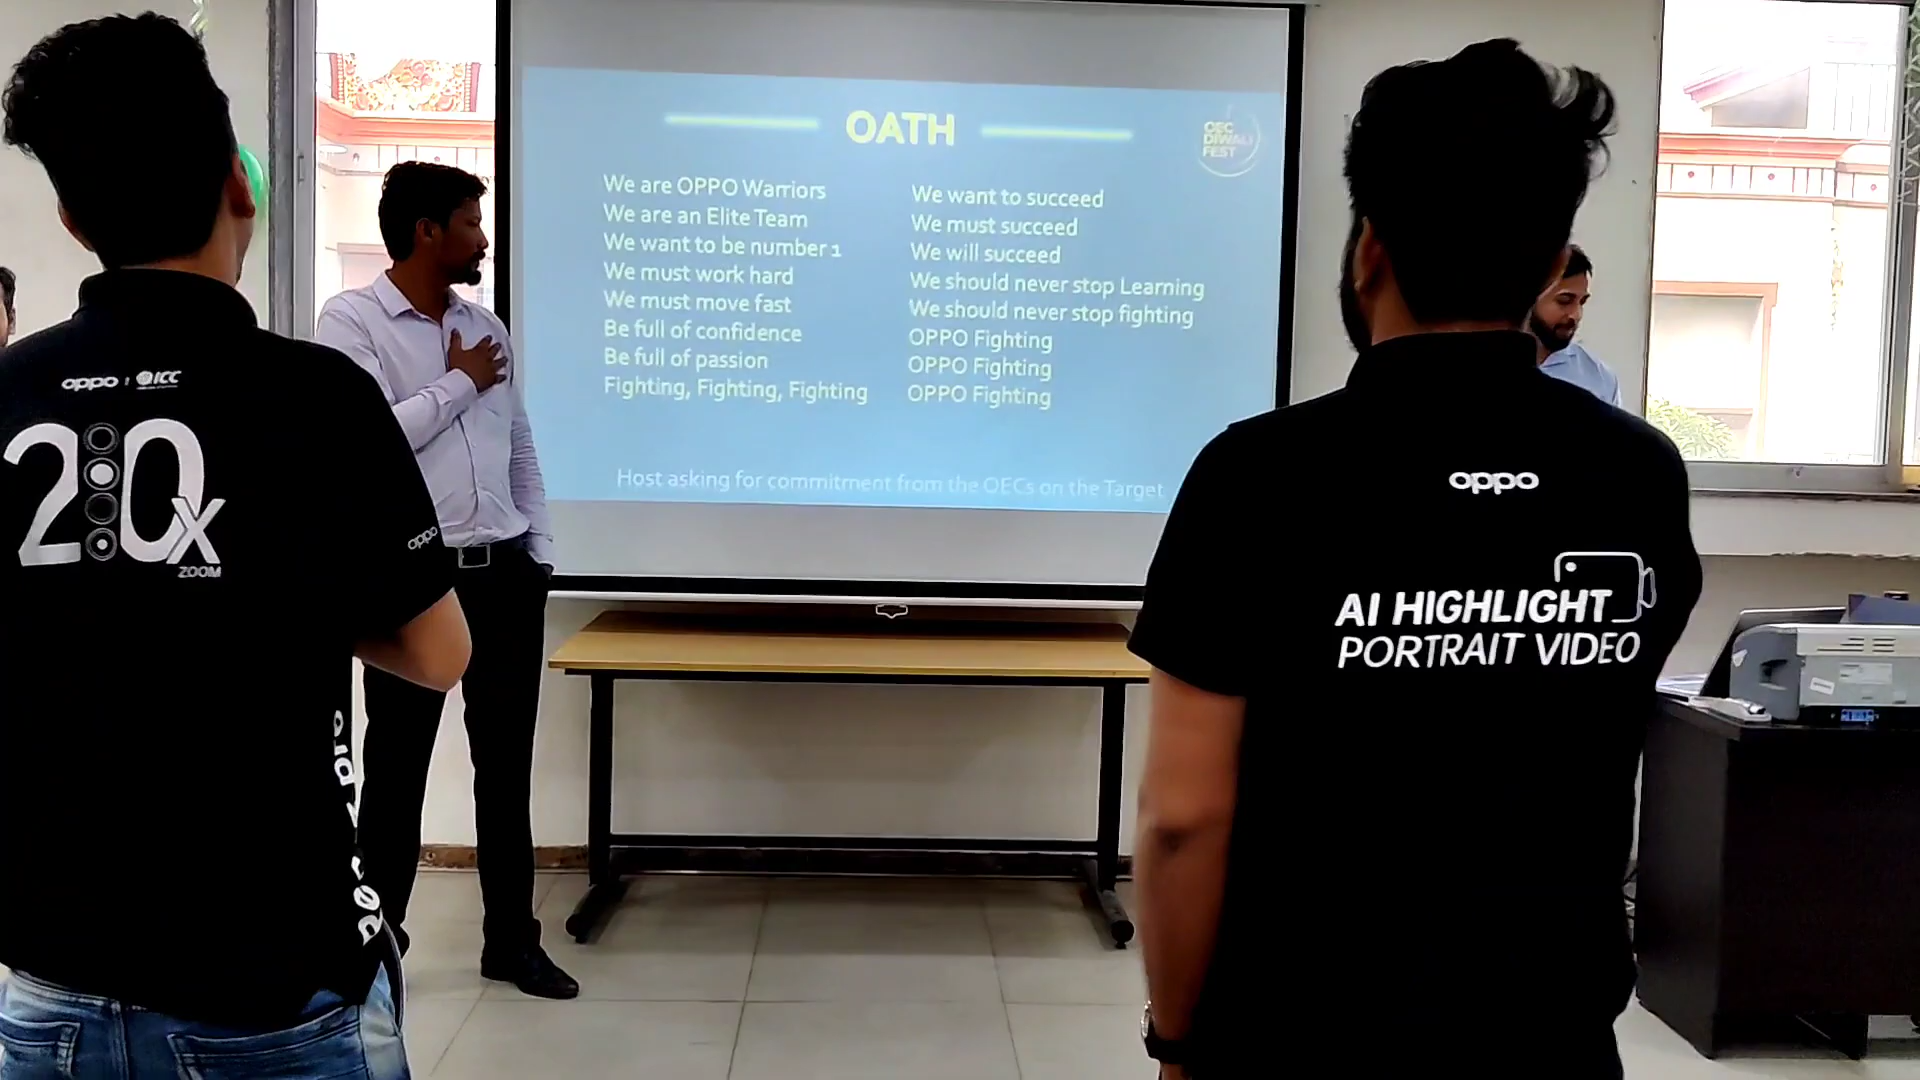 OATH
OEC
DIWALI
FEST
We are OPPO Warriors
We are an Elite Team
We want to be number 1
We must work hard
We must move fast
Be full of confidence
Be full of passion
Fighting, Fighting, Fighting
We want to succeed
We must succeed
We will succeed
We should never stop Learning
We should never stop fighting
OPPO Fighting
OPPO Fighting
OPPO Fighting
Host asking for commitment from the OECs on the Target
oppo ICC
20x
ZOOM
oppo
oppo
AI HIGHLIGHT
PORTRAIT VIDEO